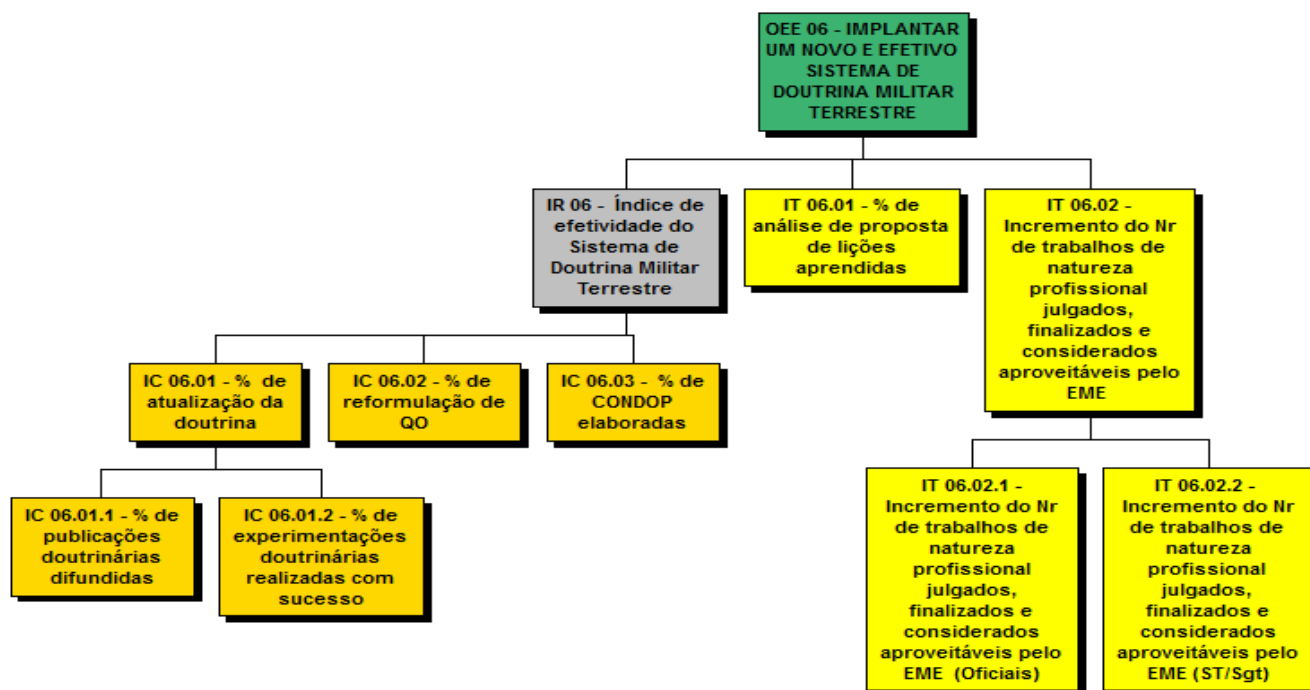 OEE 06 - IMPLANTAR
UM NOVO E EFETIVO
SISTEMA DE
DOUTRINA MILITAR
TERRESTRE
IR 06 - Índice de
efetividade do
Sistema de
Doutrina Militar
Terrestre
IT 06.01 - % de
análise de proposta
de lições
aprendidas
IT 06.02 -
Incremento do Nr
de trabalhos de
natureza
profissional
julgados,
finalizados e
considerados
aproveitáveis pelo
EME
IC 06.01 - % de
atualização da
doutrina
IC 06.02 - % de
reformulação de
QO
IC 06.03 - % de
CONDOP
elaboradas
IC 06.01.1 - % de
publicações
doutrinárias
difundidas
IC 06.01.2 - % de
experimentações
doutrinárias
realizadas com
sucesso
IT 06.02.1 -
Incremento do Nr
de trabalhos de
natureza
profissional
julgados,
finalizados e
considerados
aproveitáveis pelo
EME (Oficiais)
IT 06.02.2 -
Incremento do Nr
de trabalhos de
natureza
profissional
julgados,
finalizados e
considerados
aproveitáveis pelo
EME (ST/Sgt)